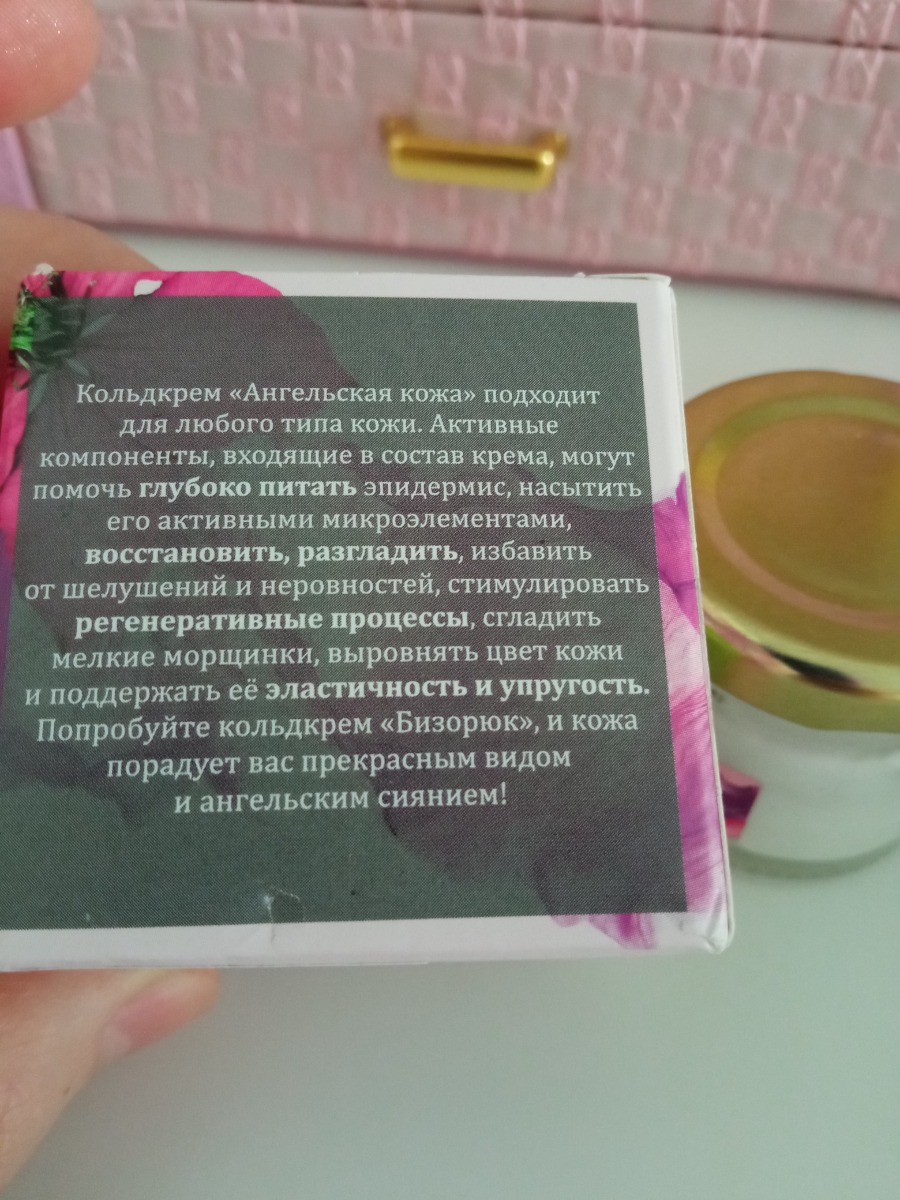 Кольдкрем «Ангельская кожа» подходит
для любого типа кожи. Активные
компоненты, входящие в состав крема, могут
помочь глубоко питать эпидермис, насытить
его активными микроэлементами,
восстановить, разгладить, избавить
от шелушений и неровностей, стимулировать
регенеративные процессы, сгладить
мелкие морщинки, выровнять цвет кожи
и поддержать её эластичность и упругость.
Попробуйте кольдкрем «Бизорюк», и кожа
порадует вас прекрасным видом
и ангельским сиянием!